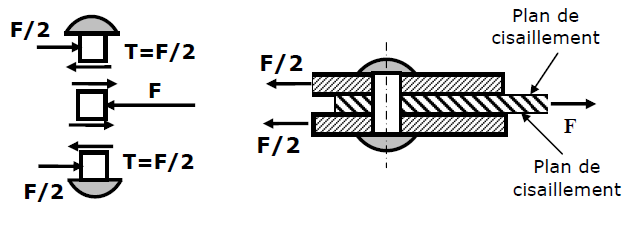 F/2
T=F/2
F
T=F/2
F/2
Plan de
cisaillement
F/2
F/2
F
Plan de
cisaillement